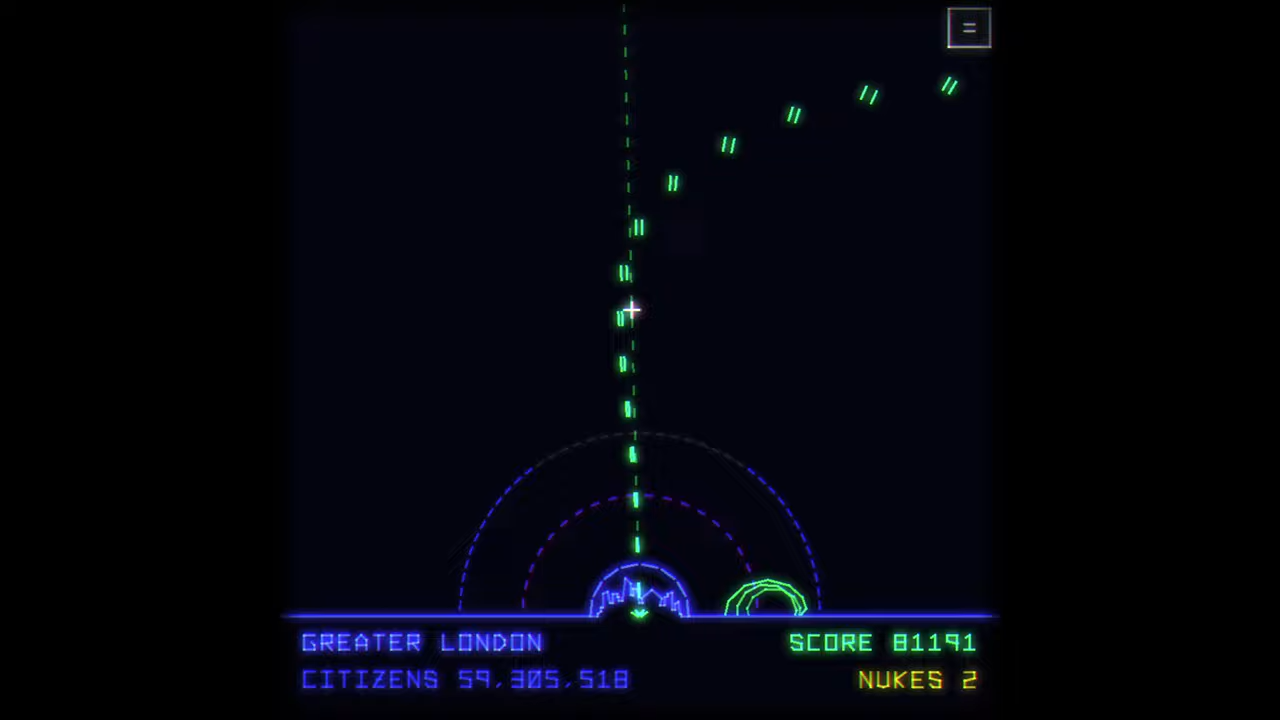 GREATER LONDON
SCORE 81191
CITIZENS 59,305,518
NUKES 2